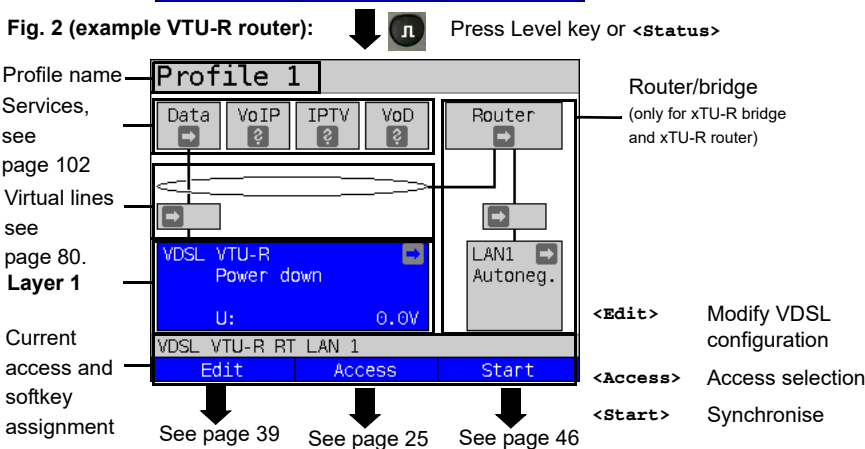 Fig. 2 (example VTU-R router):
Press Level key or <Status>
Profile name
Services,
see
page 102
Virtual lines
see
page 80.
Layer 1
Current
access and
softkey
assignment
Profile 1
Data
VoIP
IPTV
VoD
Router
?
?
?
VDSL VTU-R
Power down
U: 0.0V
LAN1
Autoneg.
VDSL VTU-R RT LAN 1
Edit
Access
Start
Router/bridge
(only for xTU-R bridge
and xTU-R router)
<Edit> Modify VDSL
configuration
<Access> Access selection
<Start> Synchronise
See page 39
See page 25
See page 46